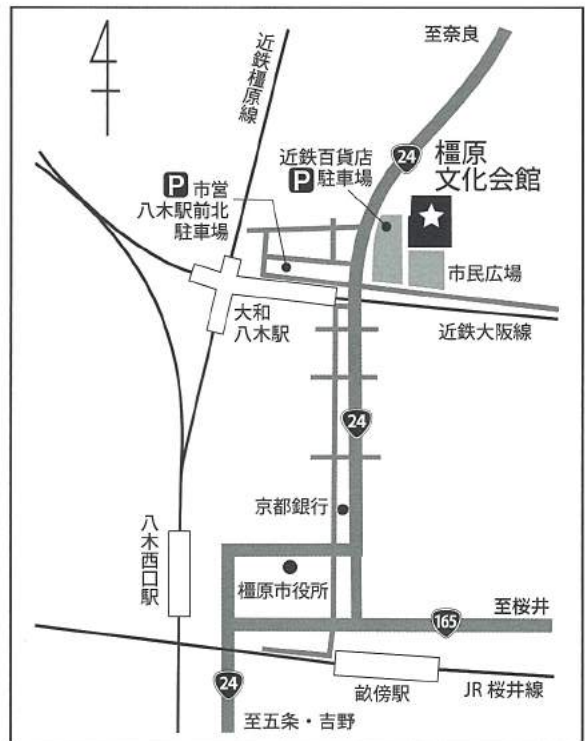 至奈良
近鉄橿原線
24
橿原
文化会館
近鉄百貨店
P 駐車場
P 市営
八木駅前北
駐車場
市民広場
大和
八木駅
近鉄大阪線
24
京都銀行
八木西口駅
橿原市役所
至桜井
165
24
畝傍駅
JR 桜井線
至五条・吉野